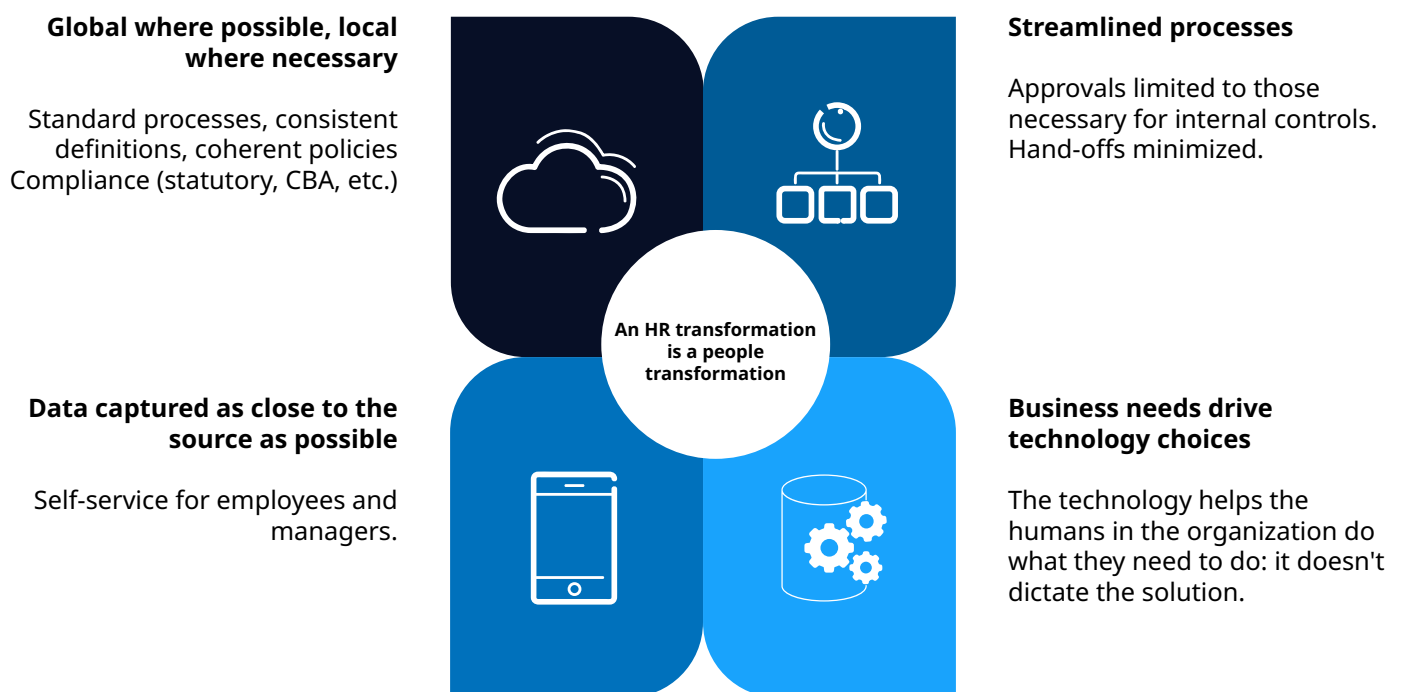 Global where possible, local
where necessary
Standard processes, consistent
definitions, coherent policies
Compliance (statutory, CBA, etc.)
Streamlined processes
Approvals limited to those
necessary for internal controls.
Hand-offs minimized.
An HR transformation
is a people
transformation
Data captured as close to the
source as possible
Self-service for employees and
managers.
Business needs drive
technology choices
The technology helps the
humans in the organization do
what they need to do: it doesn't
dictate the solution.